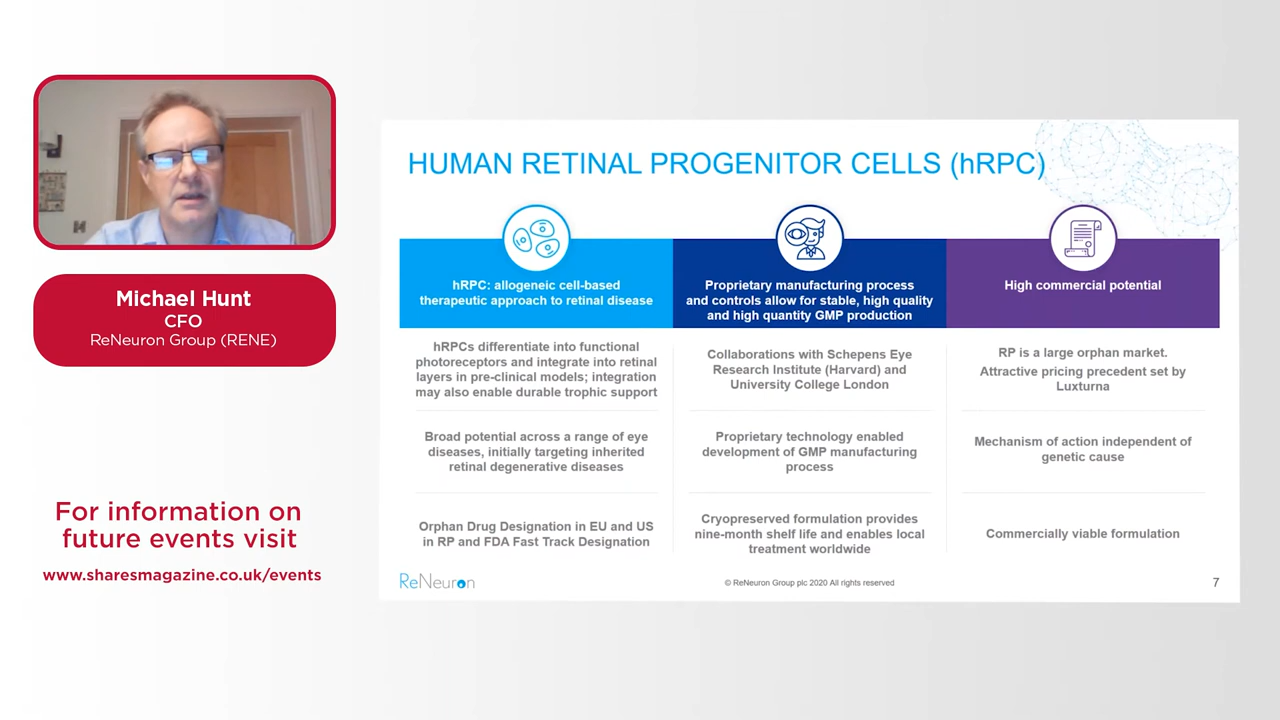 Michael Hunt
CFO
ReNeuron Group (RENE)
For information on
future events visit
www.sharesmagazine.co.uk/events
HUMAN RETINAL PROGENITOR CELLS (hRPC)
hRPC: allogeneic cell-based
therapeutic approach to retinal disease
hRPCs differentiate into functional
photoreceptors and integrate into retinal
layers in pre-clinical models; integration
may also enable durable trophic support
Broad potential across a range of eye
diseases, initially targeting inherited
retinal degenerative diseases
Orphan Drug Designation in EU and US
in RP and FDA Fast Track Designation
Proprietary manufacturing process
and controls allow for stable, high quality
and high quantity GMP production
Collaborations with Schepens Eye
Research Institute (Harvard) and
University College London
Proprietary technology enabled
development of GMP manufacturing
process
Cryopreserved formulation provides
nine-month shelf life and enables local
treatment worldwide
High commercial potential
RP is a large orphan market.
Attractive pricing precedent set by
Luxturna
Mechanism of action independent of
genetic cause
Commercially viable formulation
ReNeuron
© ReNeuron Group plc 2020 All rights reserved
7